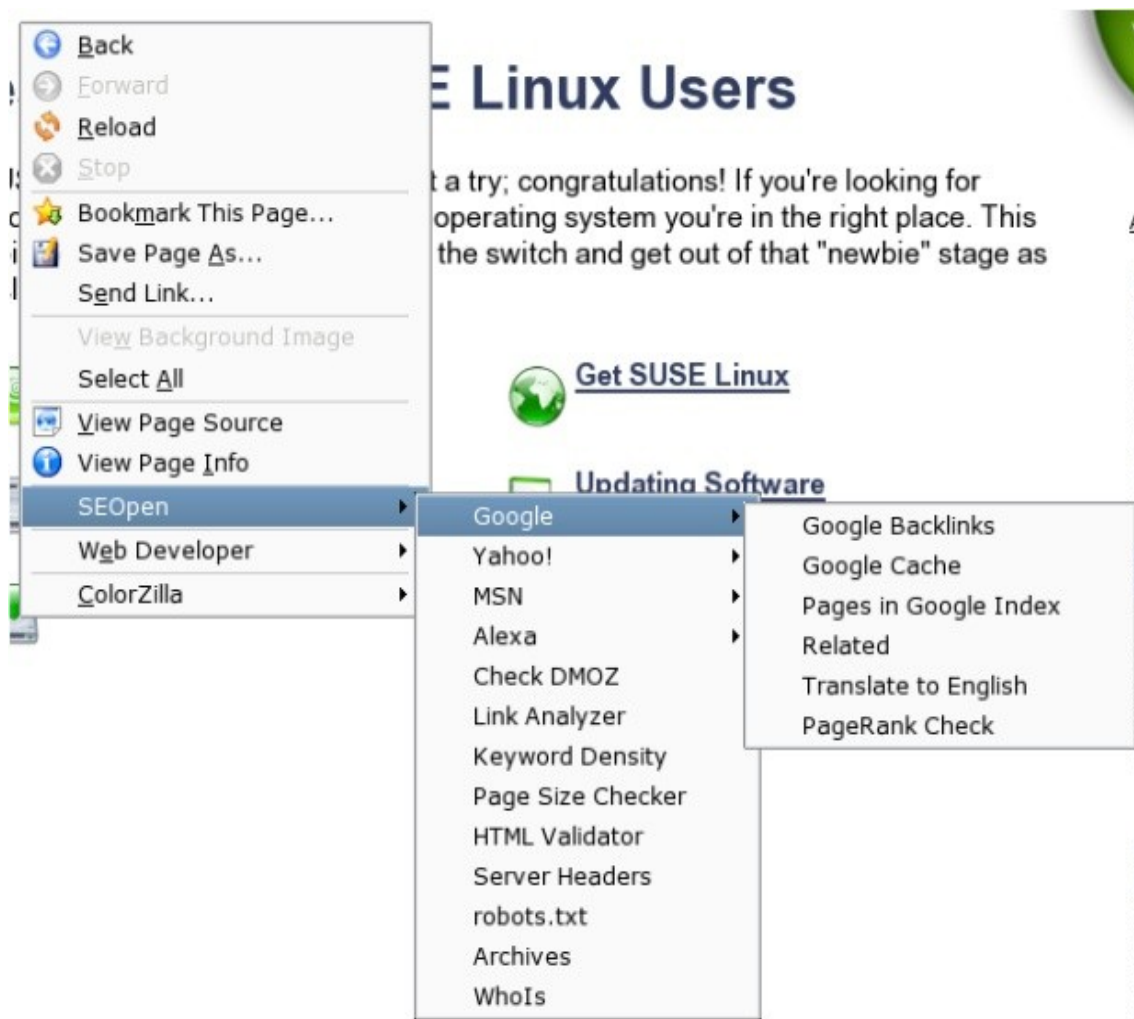 Back
Forward
Reload
Stop
Bookmark This Page...
Save Page As...
Send Link...
View Background Image
Select All
View Page Source
View Page Info
SEOpen
Web Developer
ColorZilla
Google
Yahoo!
MSN
Alexa
Check DMOZ
Link Analyzer
Keyword Density
Page Size Checker
HTML Validator
Server Headers
robots.txt
Archives
WhoIs
Google Backlinks
Google Cache
Pages in Google Index
Related
Translate to English
PageRank Check
E Linux Users
t a try; congratulations! If you're looking for
operating system you're in the right place. This
the switch and get out of that "newbie" stage as
Get SUSE Linux
Updating Software